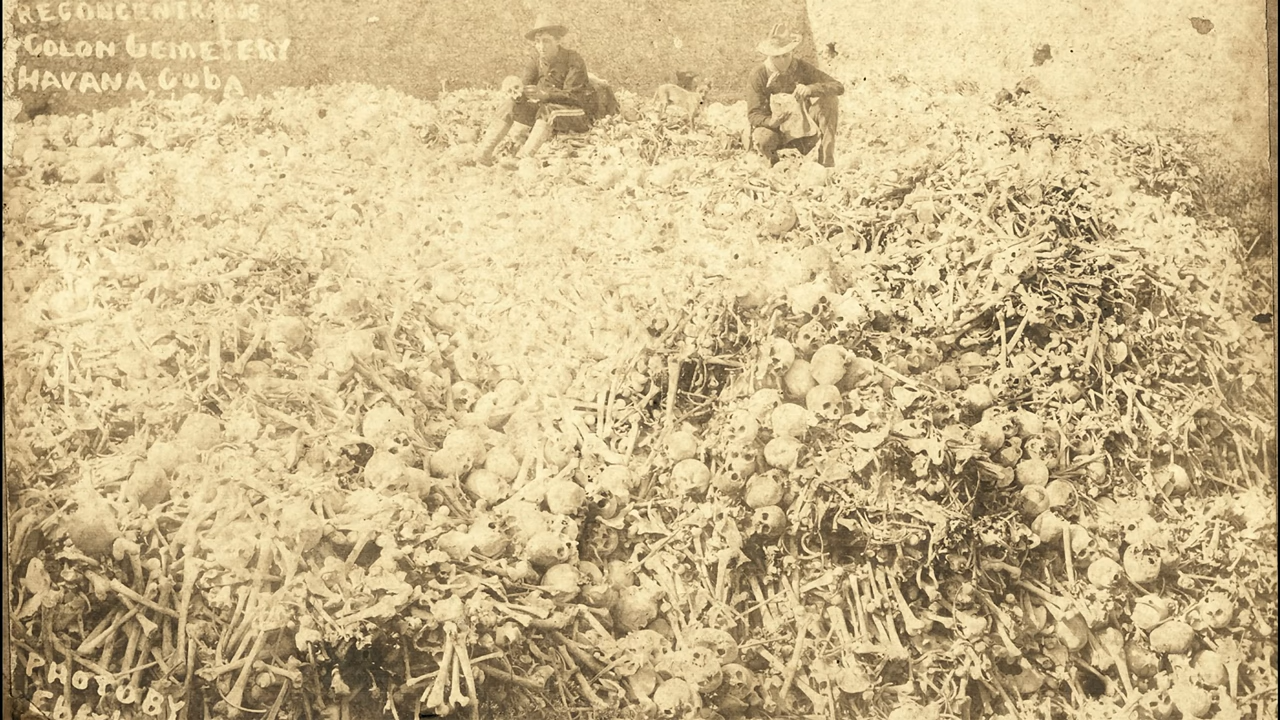 RECONCENTRADOS
COLON CEMETERY
HAVANA, CUBA
PHOTO BY